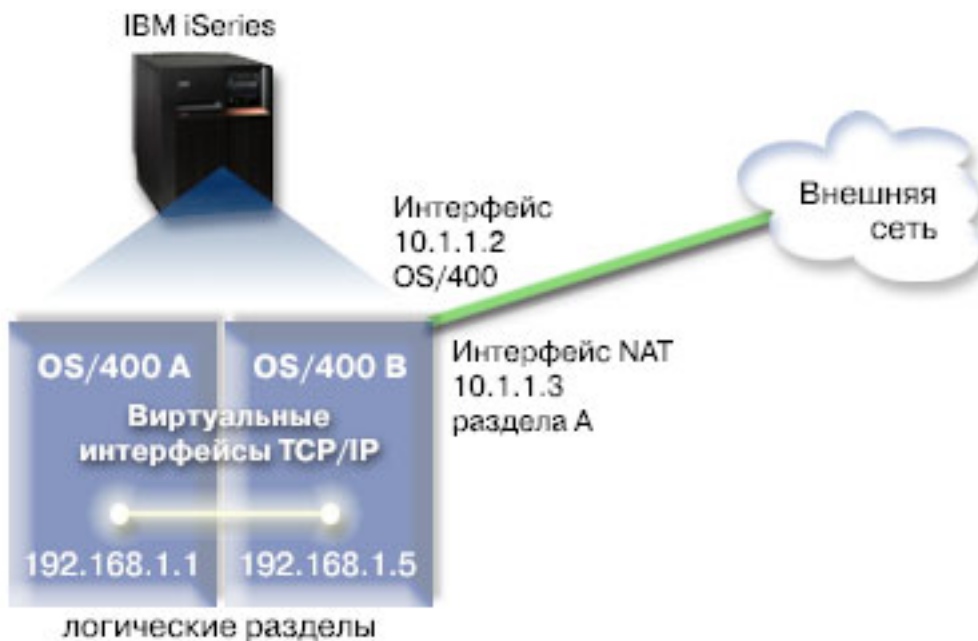 IBM iSeries
Интерфейс
10.1.1.2
OS/400
Внешняя
сеть
Интерфейс NAT
10.1.1.3
раздела А
OS/400 A
OS/400 B
Виртуальные
интерфейсы TCP/IP
192.168.1.1
192.168.1.5
логические разделы